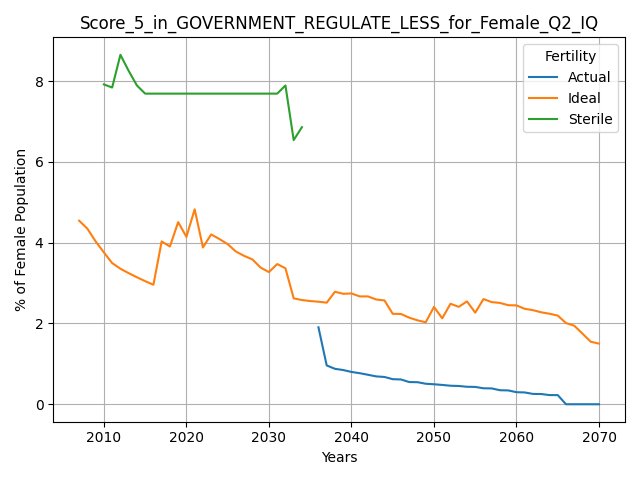 Score_5_in_GOVERNMENT_REGULATE_LESS_for_Female_Q2_IQ
Fertility
Actual
Ideal
Sterile
% of Female Population
8
6
4
2
0
2010 2020 2030 2040 2050 2060 2070
Years